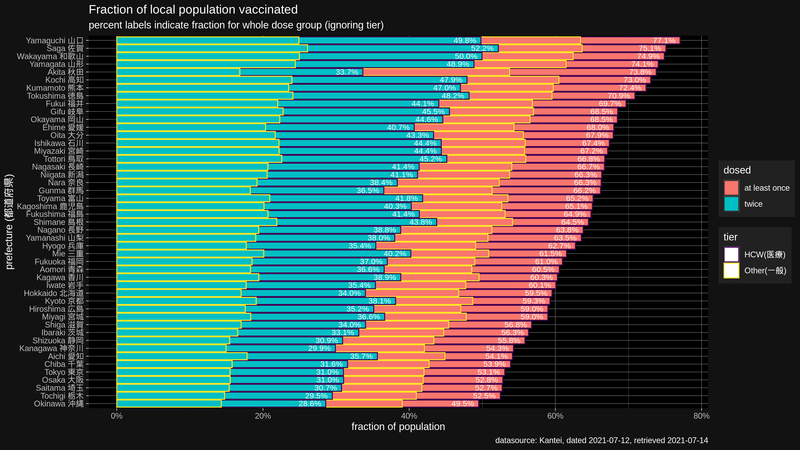 Fraction of local population vaccinated
percent labels indicate fraction for whole dose group (ignoring tier)
prefecture (都道府県)
Yamaguchi 山口 49.8% 77.1%
Saga 佐賀 52.2% 75.1%
Wakayama 和歌山 50.0% 74.9%
Yamagata 山形 48.9% 74.1%
Akita 秋田 33.7% 73.8%
Kochi 高知 47.9% 73.0%
Kumamoto 熊本 47.0% 72.4%
Tokushima 徳島 48.2% 70.9%
Fukui 福井 44.1% 69.7%
Gifu 岐阜 45.5% 68.5%
Okayama 岡山 44.6% 68.5%
Ehime 愛媛 40.7% 68.0%
Oita 大分 43.3% 67.9%
Ishikawa 石川 44.4% 67.4%
Miyazaki 宮崎 44.4% 67.2%
Tottori 鳥取 45.2% 66.8%
Nagasaki 長崎 41.4% 66.7%
Niigata 新潟 41.1% 66.3%
Nara 奈良 38.4% 66.3%
Gunma 群馬 36.5% 66.2%
Toyama 富山 41.8% 65.2%
Kagoshima 鹿児島 40.3% 65.1%
Fukushima 福島 41.4% 64.9%
Shimane 島根 43.8% 64.5%
Nagano 長野 38.8% 63.8%
Yamanashi 山梨 38.0% 63.5%
Hyogo 兵庫 35.4% 62.7%
Mie 三重 40.2% 61.5%
Fukuoka 福岡 37.0% 61.0%
Aomori 青森 36.6% 60.5%
Kagawa 香川 38.9% 60.3%
Iwate 岩手 35.4% 60.1%
Hokkaido 北海道 34.0% 59.5%
Kyoto 京都 38.1% 59.3%
Hiroshima 広島 35.2% 59.0%
Miyagi 宮城 36.6% 59.0%
Shiga 滋賀 34.0% 56.8%
Ibaraki 茨城 33.1% 56.3%
Shizuoka 静岡 30.9% 55.8%
Kanagawa 神奈川 29.9% 54.3%
Aichi 愛知 35.7% 54.1%
Chiba 千葉 31.6% 53.9%
Tokyo 東京 31.0% 53.1%
Osaka 大阪 31.0% 52.8%
Saitama 埼玉 30.7% 52.7%
Tochigi 栃木 29.5% 52.5%
Okinawa 沖縄 28.6% 49.5%
0% 20% 40% 60% 80%
fraction of population
dosed
at least once
twice
tier
HCW(医療)
Other(一般)
datasource: Kantei, dated 2021-07-12, retrieved 2021-07-14